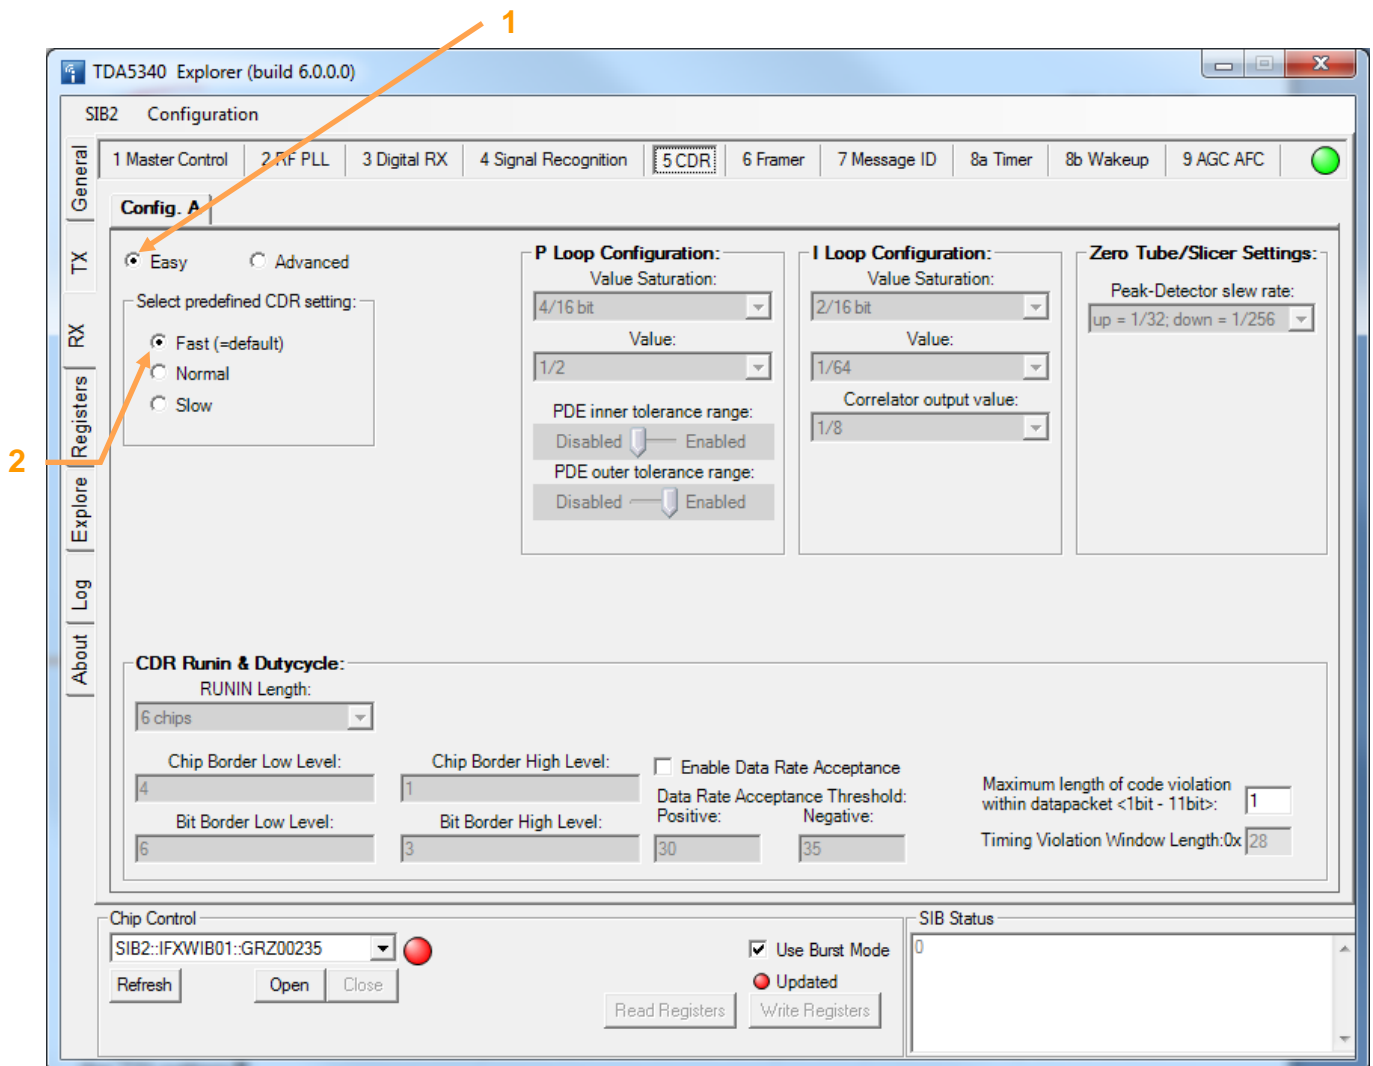 1
TDA5340 Explorer (build 6.0.0.0)
SIB2 Configuration
General
TX
RX
Registers
Explore
Log
About
1 Master Control 2 RF PLL 3 Digital RX 4 Signal Recognition 5 CDR 6 Framer 7 Message ID 8a Timer 8b Wakeup 9 AGC AFC
Config. A
Easy Advanced
Select predefined CDR setting:
Fast (=default)
Normal
Slow
2
P Loop Configuration:
Value Saturation:
4/16 bit
Value:
1/2
PDE inner tolerance range:
Disabled Enabled
PDE outer tolerance range:
Disabled Enabled
I Loop Configuration:
Value Saturation:
2/16 bit
Value:
1/64
Correlator output value:
1/8
Zero Tube/Slicer Settings:
Peak-Detector slew rate:
up = 1/32; down = 1/256
CDR Runin & Dutycycle:
RUNIN Length:
6 chips
Chip Border Low Level:
4
Bit Border Low Level:
6
Chip Border High Level:
1
Bit Border High Level:
3
Enable Data Rate Acceptance
Data Rate Acceptance Threshold:
Positive: Negative:
30 35
Maximum length of code violation
within datapacket <1bit - 11bit>: 1
Timing Violation Window Length:0x 28
Chip Control
SIB2::IFXWIB01::GRZ00235
Refresh Open Close
Use Burst Mode
Updated
Read Registers Write Registers
SIB Status
0